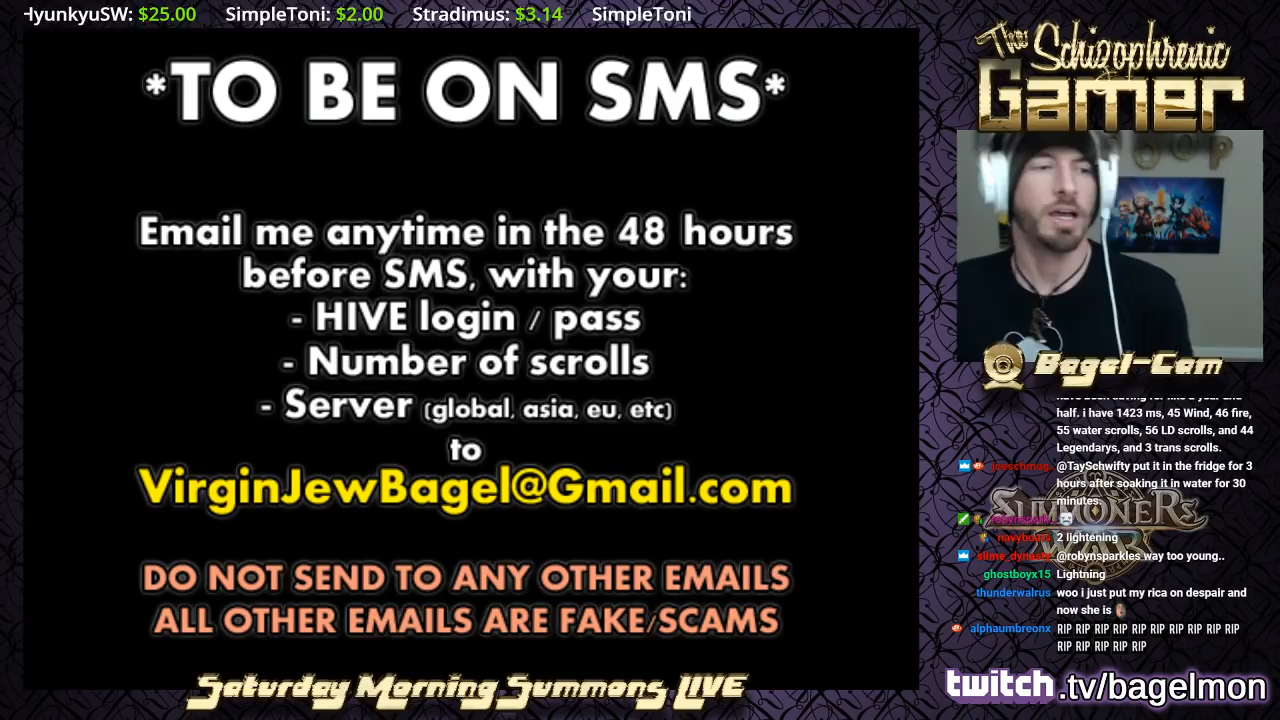 HyunkyuSW: $25.00 SimpleToni: $2.00 Stradimus: $3.14 SimpleToni
*TO BE ON SMS*
Email me anytime in the 48 hours
before SMS, with your:
- HIVE login / pass
- Number of scrolls
- Server (global, asia, eu, etc)
to
VirginJewBagel@Gmail.com
DO NOT SEND TO ANY OTHER EMAILS
ALL OTHER EMAILS ARE FAKE/SCAMS
Saturday Morning Summons LIVE
The Schizophrenic
Gamer
Bagel-Cam
half. i have 1423 ms, 45 Wind, 46 fire,
55 water scrolls, 56 LD scrolls, and 44
Legendarys, and 3 trans scrolls.
joeschmog: @TaySchwifty put it in the fridge for 3
hours after soaking it in water for 30
minutes.
SUMMONERS
WAR
2 lightening
slime_dynasty @robynsparkles way too young..
ghostboyx15 Lightning
thunderwalrus woo i just put my rica on despair and
now she is
alphaumbreonx RIP RIP RIP RIP RIP RIP RIP RIP RIP RIP
RIP RIP RIP RIP RIP
twitch.tv/bagelmon